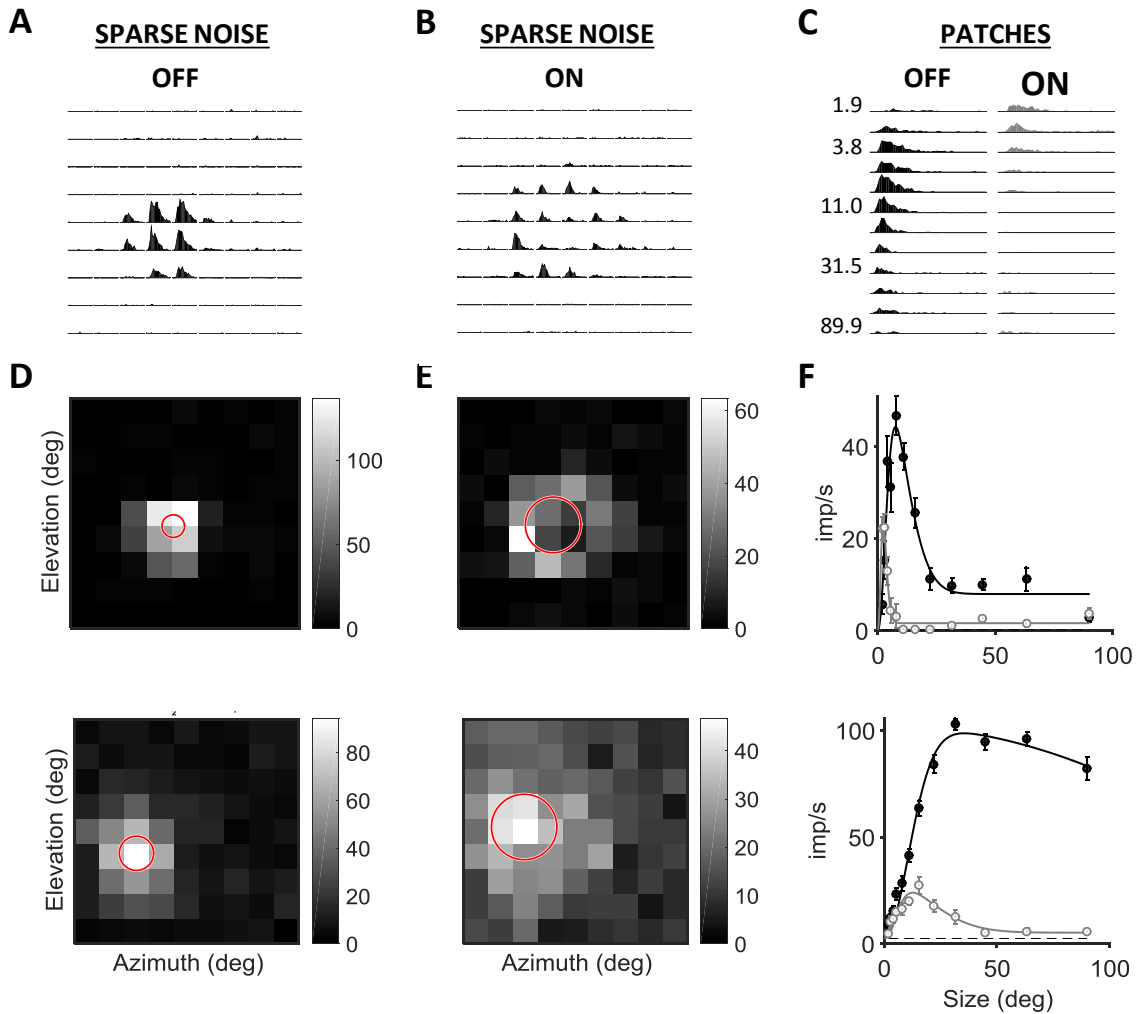 A
SPARSE NOISE
OFF
B
SPARSE NOISE
ON
C
PATCHES
OFF
ON
1.9
3.8
11.0
31.5
89.9
D
Elevation (deg)
100
50
0
E
60
40
20
0
F
imp/s
40
20
0
0
50
100
Elevation (deg)
Azimuth (deg)
80
60
40
20
0
Azimuth (deg)
40
30
20
10
0
imp/s
100
50
0
0
50
100
Size (deg)